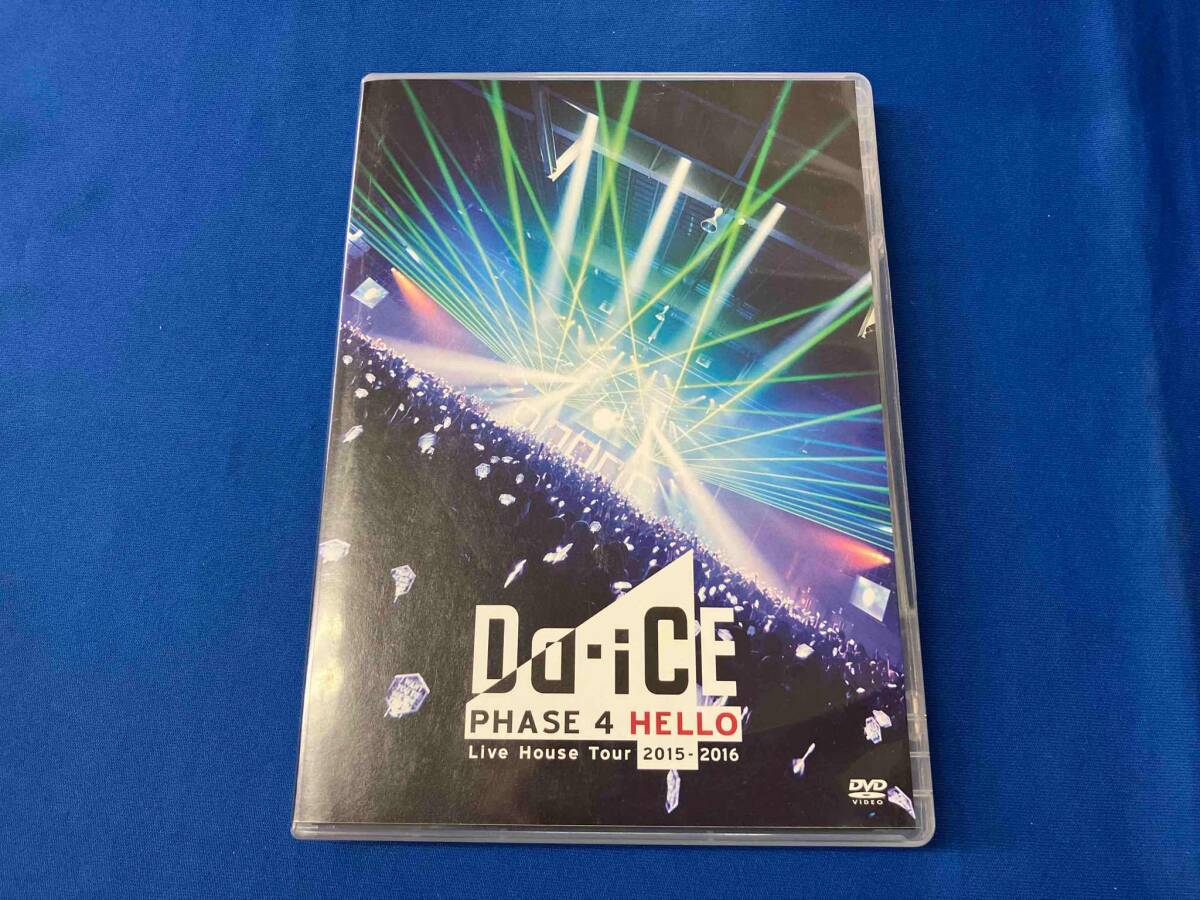 Da-iCE
PHASE 4 HELLO
Live House Tour 2015-2016
DVD
VIDEO